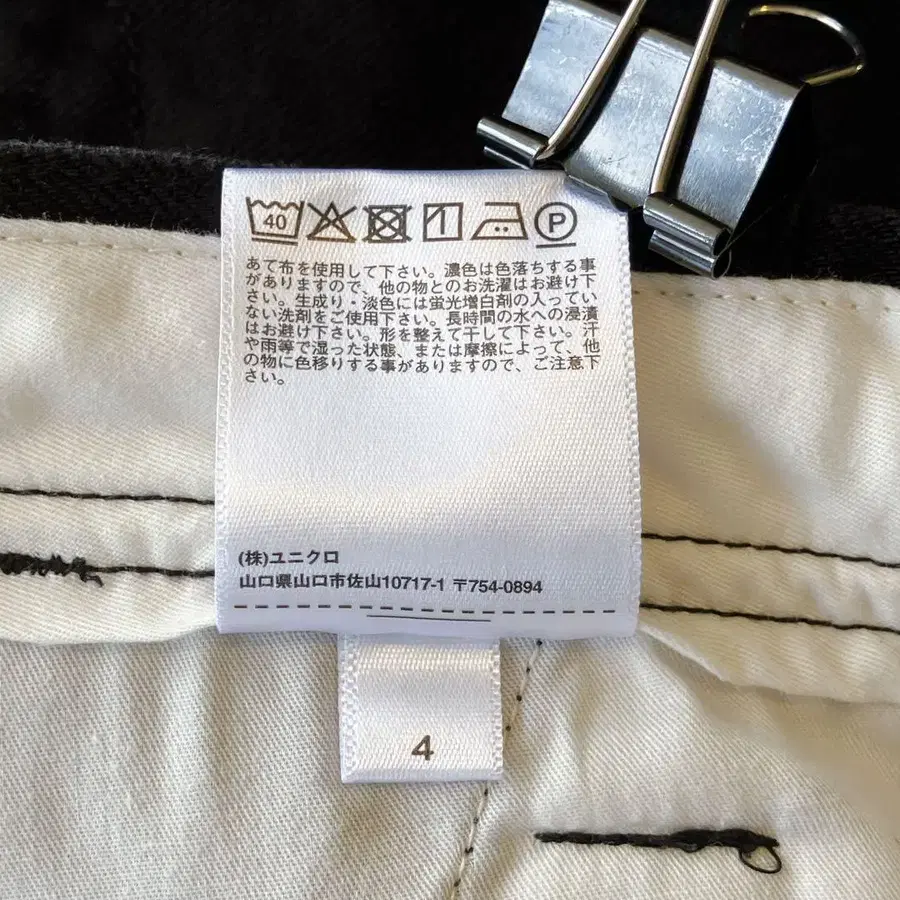 40 P
あて布を使用して下さい。濃色は色落ちする事
がありますので、他の物とのお洗濯はお避け下
さい。生成り・淡色には蛍光増白剤の入ってい
ない洗剤をご使用下さい。長時間の水への浸漬
はお避け下さい。形を整えて干して下さい。汗
や雨等で湿った状態、または摩擦によって、他
の物に色移りする事がありますので、ご注意下
さい。
(株)ユニクロ
山口県山口市佐山10717-1 〒754-0894
4